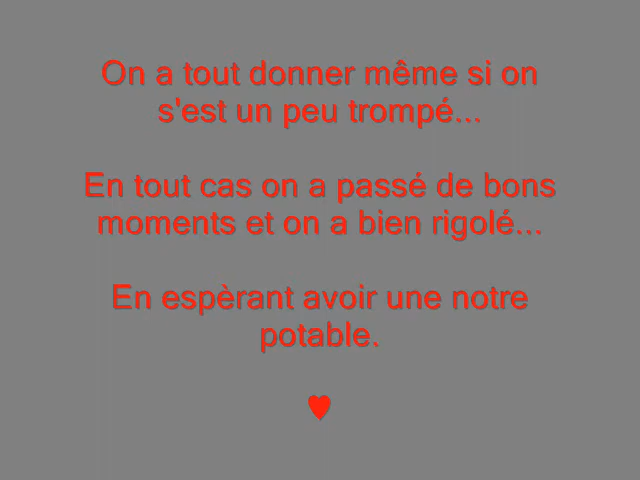 On a tout donner même si on
s'est un peu trompé...
En tout cas on a passé de bons
moments et on a bien rigolé...
En espèrant avoir une notre
potable.
♥